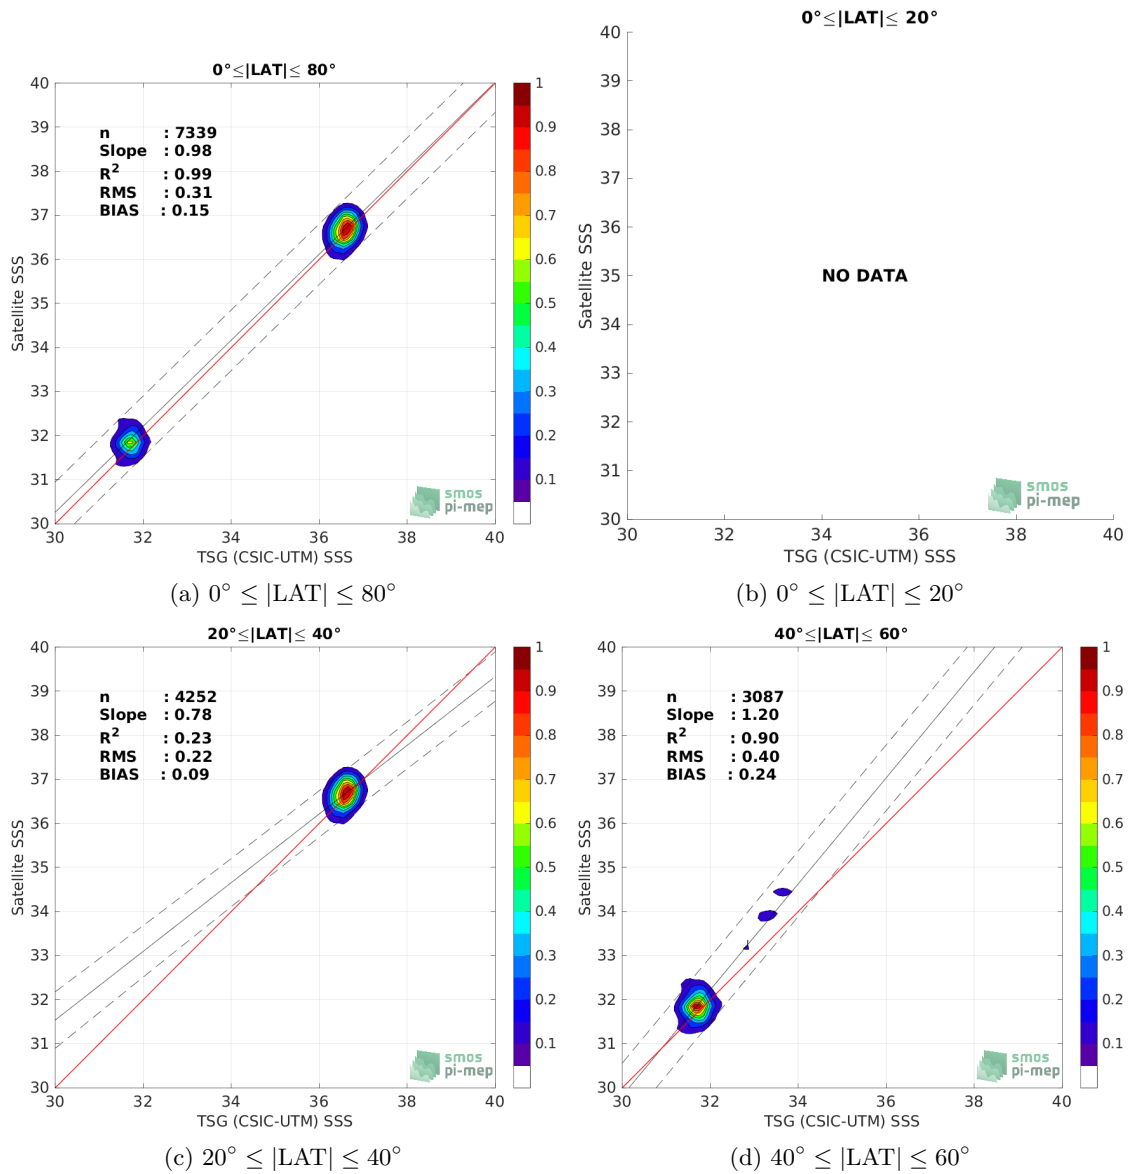 0°≤|LAT|≤ 80°
40
39
38
37
36
35
34
33
32
31
30
Satellite SSS
n : 7339
Slope : 0.98
R² : 0.99
RMS : 0.31
BIAS : 0.15
smos
pi-mep
30 32 34 36 38 40
TSG (CSIC-UTM) SSS
1
0.9
0.8
0.7
0.6
0.5
0.4
0.3
0.2
0.1
(a) 0° ≤ |LAT| ≤ 80°
0°≤|LAT|≤ 20°
40
39
38
37
36
35
34
33
32
31
30
Satellite SSS
NO DATA
smos
pi-mep
30 32 34 36 38 40
TSG (CSIC-UTM) SSS
(b) 0° ≤ |LAT| ≤ 20°
20°≤|LAT|≤ 40°
40
39
38
37
36
35
34
33
32
31
30
Satellite SSS
n : 4252
Slope : 0.78
R² : 0.23
RMS : 0.22
BIAS : 0.09
smos
pi-mep
30 32 34 36 38 40
TSG (CSIC-UTM) SSS
1
0.9
0.8
0.7
0.6
0.5
0.4
0.3
0.2
0.1
(c) 20° ≤ |LAT| ≤ 40°
40°≤|LAT|≤ 60°
40
39
38
37
36
35
34
33
32
31
30
Satellite SSS
n : 3087
Slope : 1.20
R² : 0.90
RMS : 0.40
BIAS : 0.24
smos
pi-mep
30 32 34 36 38 40
TSG (CSIC-UTM) SSS
1
0.9
0.8
0.7
0.6
0.5
0.4
0.3
0.2
0.1
(d) 40° ≤ |LAT| ≤ 60°